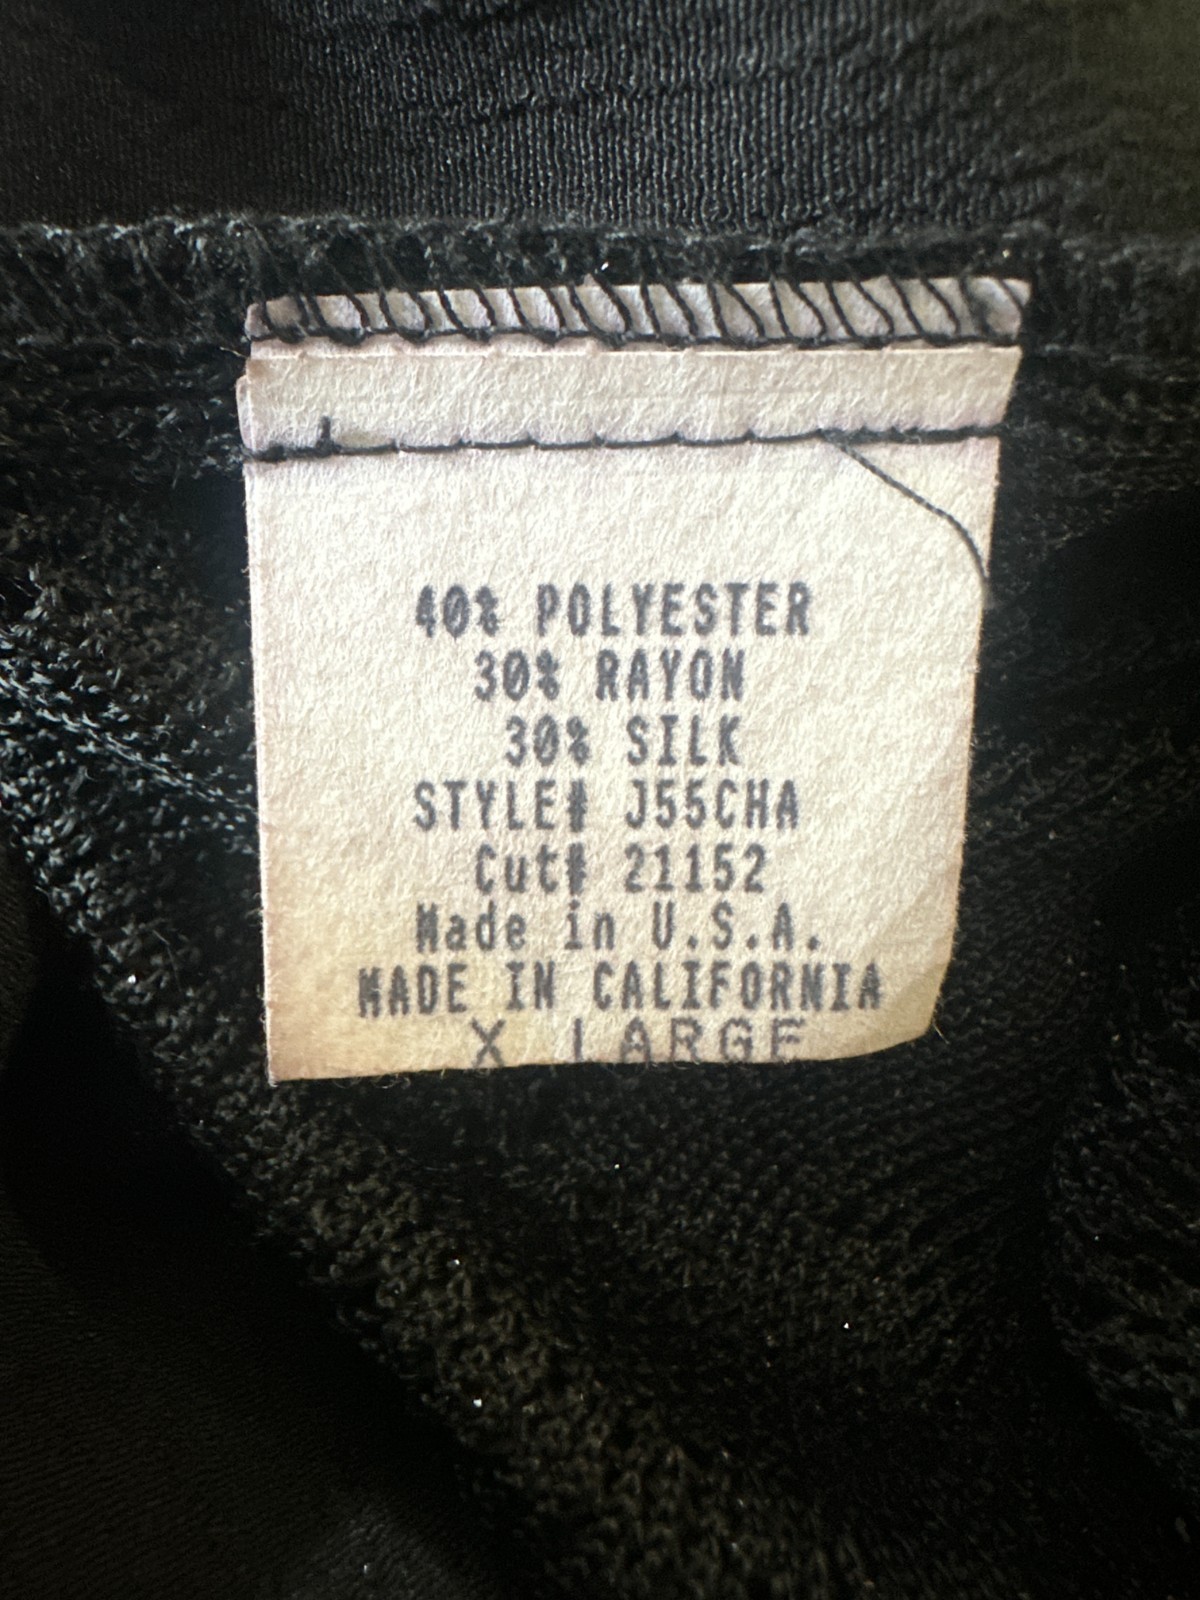 40% POLYESTER
30% RAYON
30% SILK
STYLE# J55CHA
Cut# 21152
Made in U.S.A.
MADE IN CALIFORNIA
X LARGE